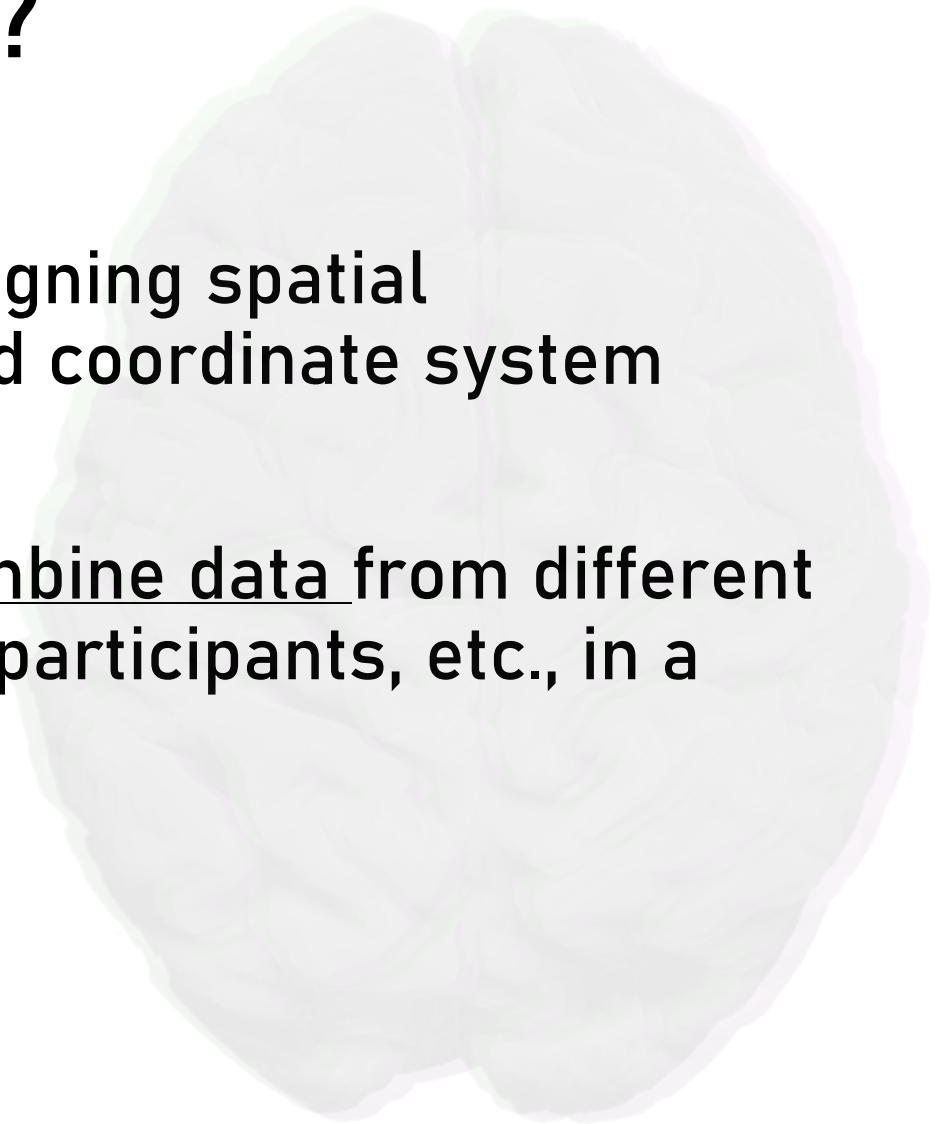 ?
gning spatial
d coordinate system
nbine data from different
participants, etc., in a